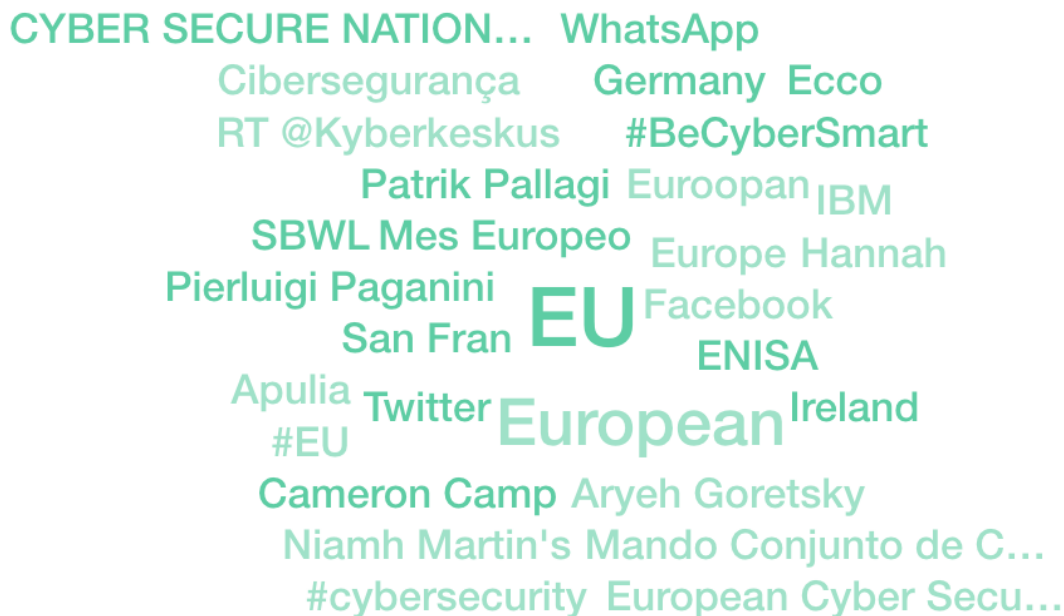 CYBER SECURE NATION... WhatsApp
Cibersegurança Germany Ecco
RT @Kyberkeskus #BeCyberSmart
Patrik Pallagi Euroopan IBM
SBWL Mes Europeo Europe Hannah
Pierluigi Paganini EU Facebook
San Fran ENISA
Apulia Twitter European Ireland
#EU
Cameron Camp Aryeh Goretsky
Niamh Martin's Mando Conjunto de C...
#cybersecurity European Cyber Secu...